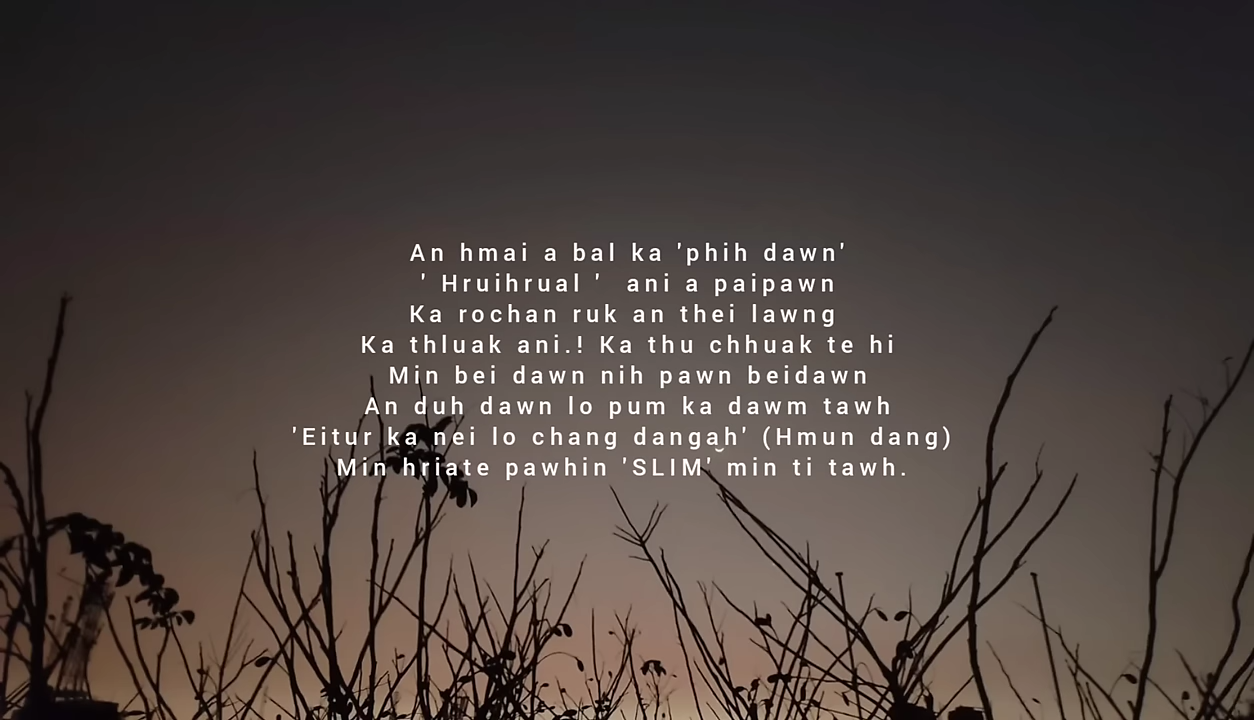 An hmai a bal ka 'phih dawn'
' Hruihrual '  ani a paipawn
Ka rochan ruk an thei lawng
Ka thluak ani.! Ka thu chhuak te hi
Min bei dawn nih pawn beidawn
An duh dawn lo pum ka dawm tawh
'Eitur ka nei lo chang dangah' (Hmun dang)
Min hriate pawhin 'SLIM' min ti tawh.